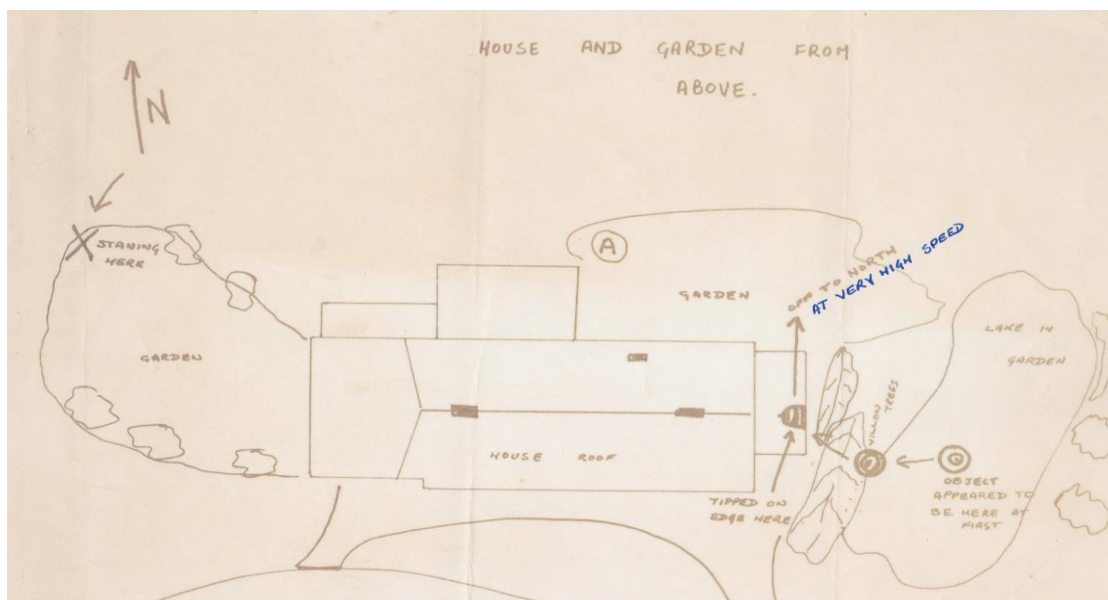 HOUSE AND GARDEN FROM
ABOVE.
N
STANING
HERE
A
GARDEN
OFF TO NORTH
AT VERY HIGH SPEED
LAKE IN
GARDEN
GARDEN
WILLOW TREES
HOUSE ROOF
TIPPED ON
EDGE HERE
OBJECT
APPEARED TO
BE HERE AT
FIRST